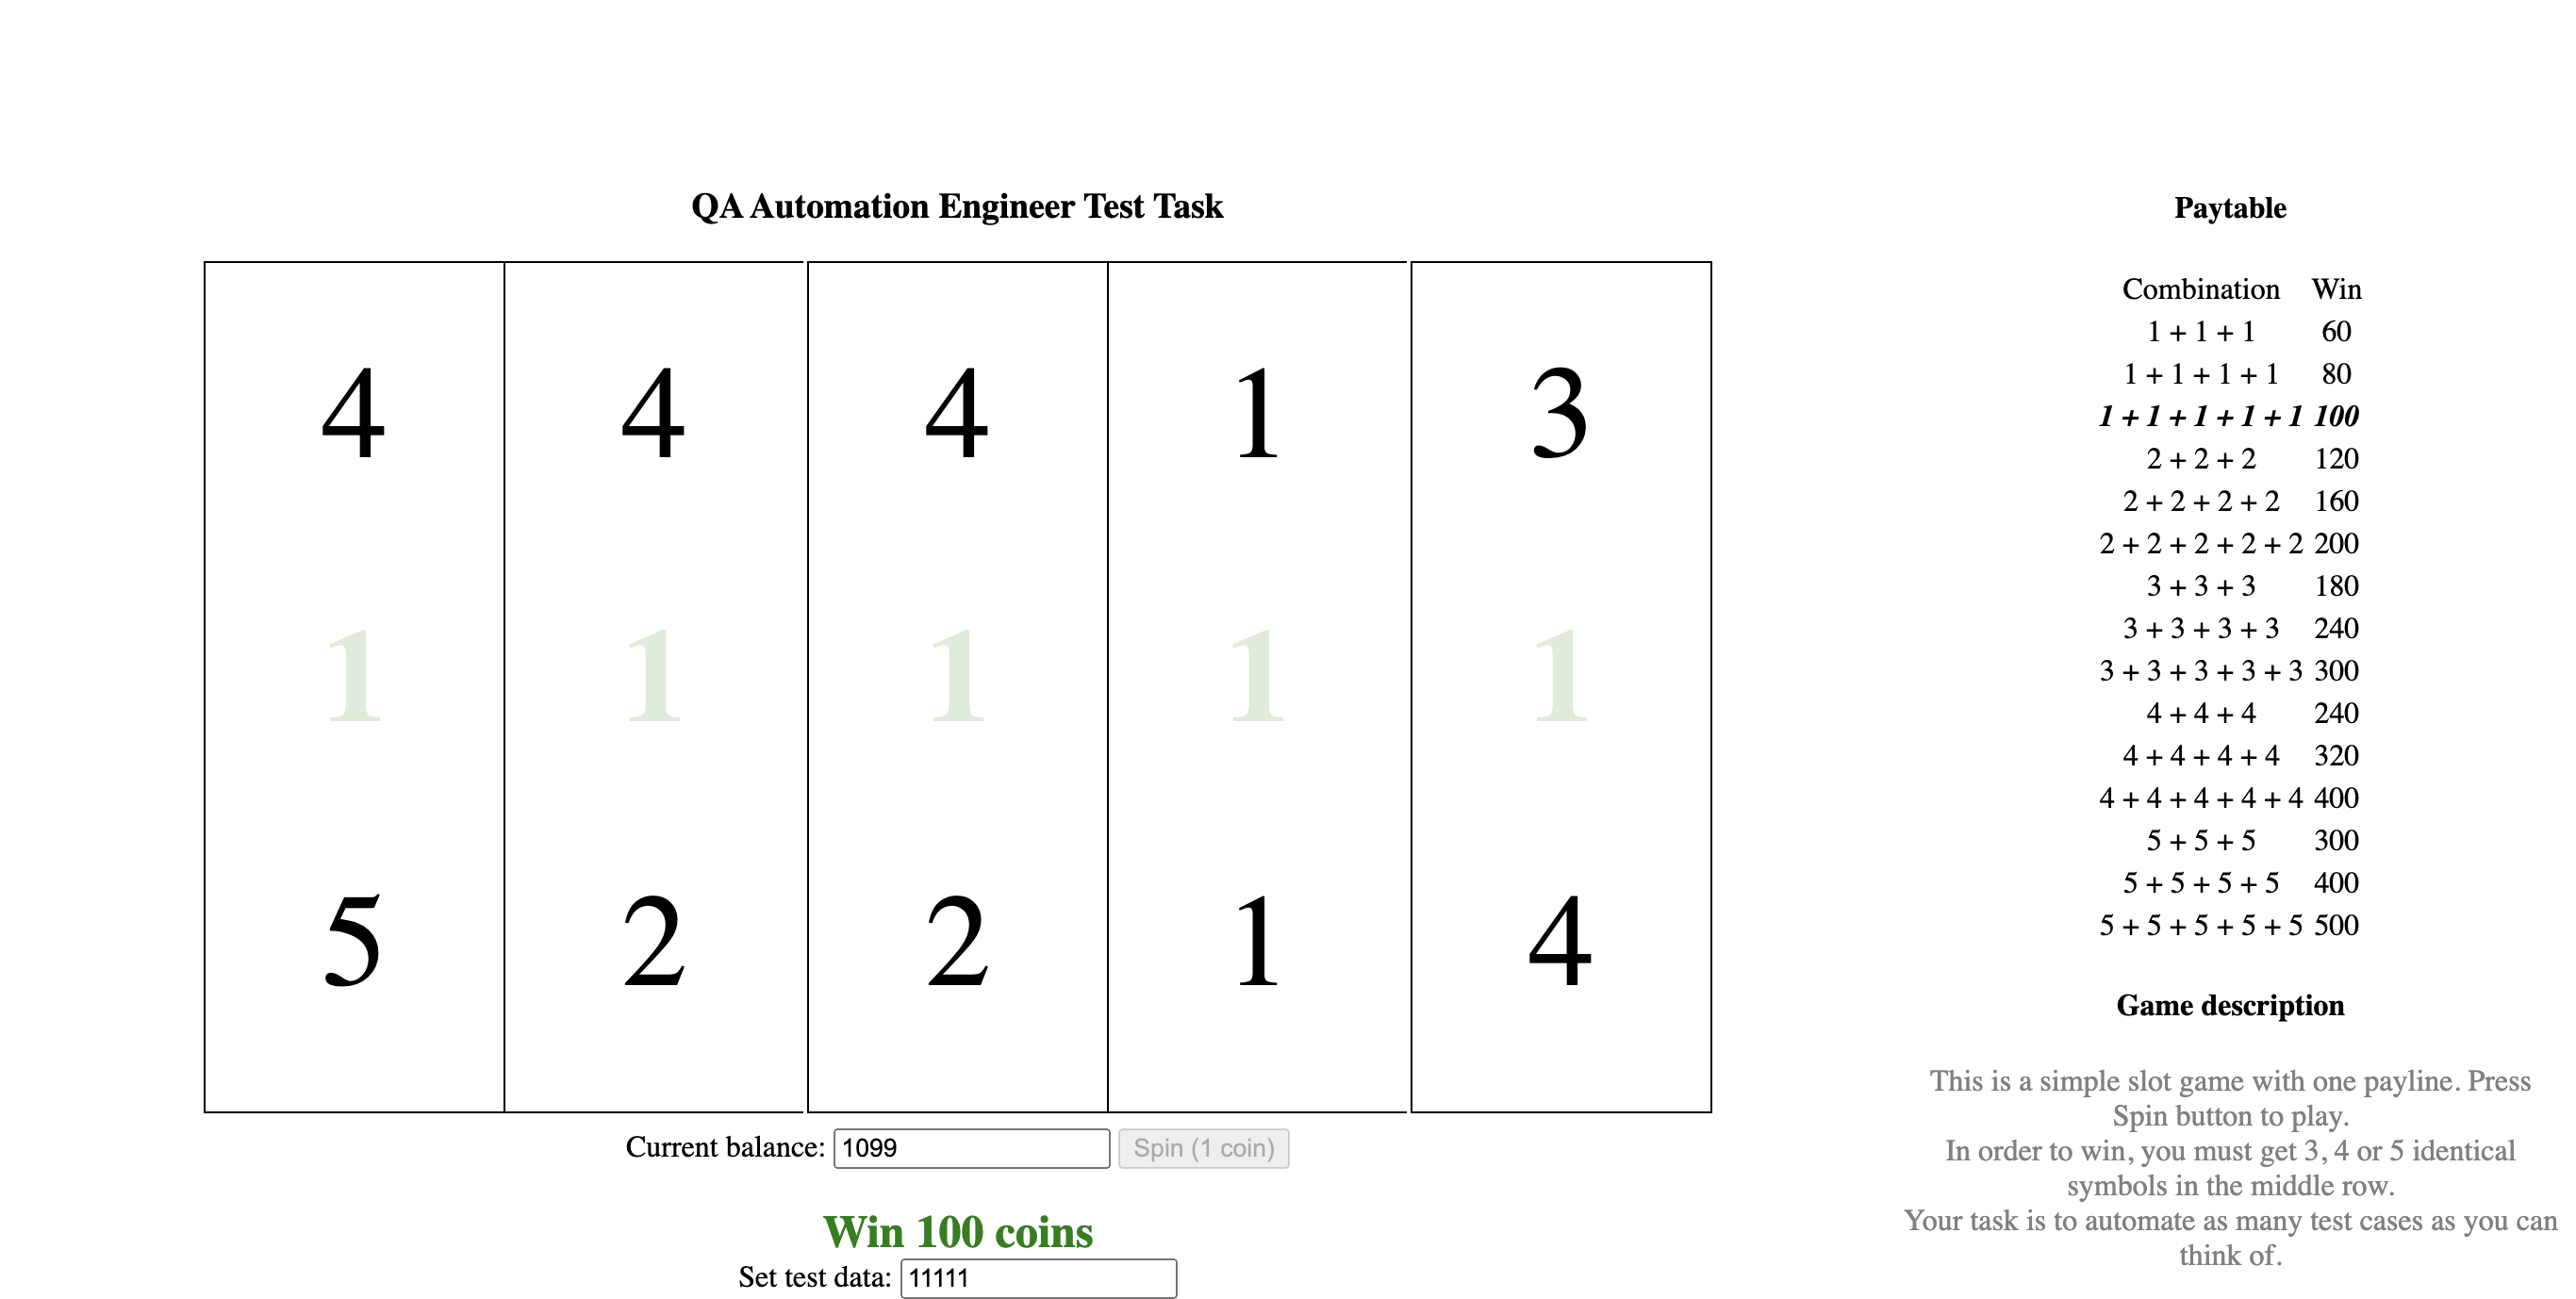 QA Automation Engineer Test Task
4 4 4 1 3
1 1 1 1 1
5 2 2 1 4
Current balance: 1099 Spin (1 coin)
Win 100 coins
Set test data: 11111
Paytable
Combination Win
1 + 1 + 1 60
1 + 1 + 1 + 1 80
1 + 1 + 1 + 1 + 1 100
2 + 2 + 2 120
2 + 2 + 2 + 2 160
2 + 2 + 2 + 2 + 2 200
3 + 3 + 3 180
3 + 3 + 3 + 3 240
3 + 3 + 3 + 3 + 3 300
4 + 4 + 4 240
4 + 4 + 4 + 4 320
4 + 4 + 4 + 4 + 4 400
5 + 5 + 5 300
5 + 5 + 5 + 5 400
5 + 5 + 5 + 5 + 5 500
Game description
This is a simple slot game with one payline. Press
Spin button to play.
In order to win, you must get 3, 4 or 5 identical
symbols in the middle row.
Your task is to automate as many test cases as you can
think of.